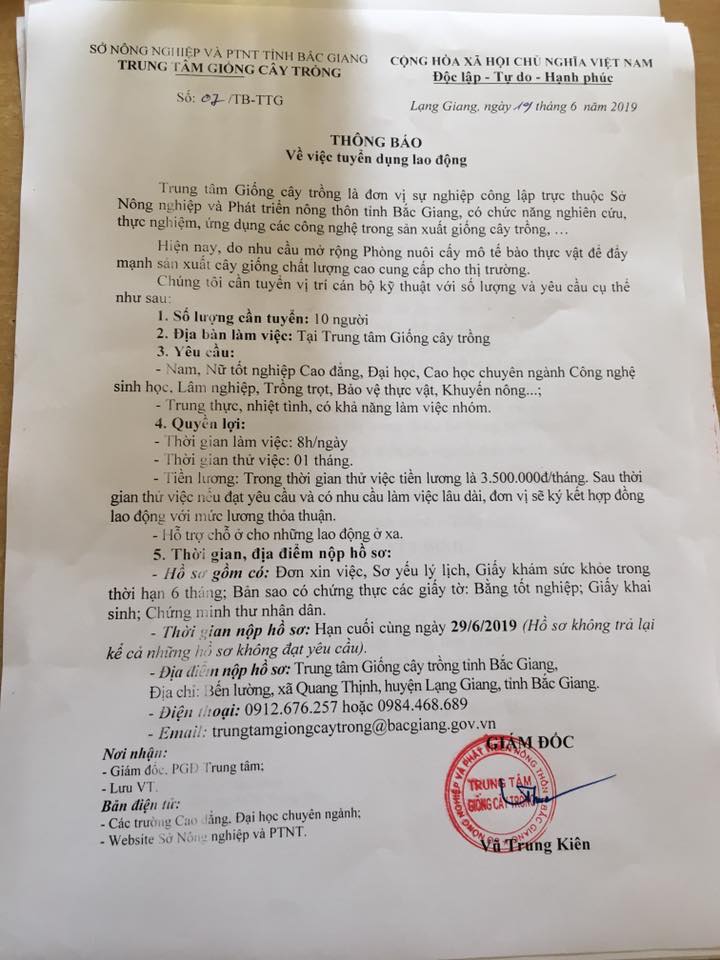 SỞ NÔNG NGHIỆP VÀ PTNT TỈNH BẮC GIANG
TRUNG TÂM GIỐNG CÂY TRỒNG
CỘNG HÒA XÃ HỘI CHỦ NGHĨA VIỆT NAM
Độc lập - Tự do - Hạnh phúc
Số: 07 /TB-TTG
Lạng Giang, ngày 19 tháng 6 năm 2019
THÔNG BÁO
Về việc tuyển dụng lao động
Trung tâm Giống cây trồng là đơn vị sự nghiệp công lập trực thuộc Sở
Nông nghiệp và Phát triển nông thôn tỉnh Bắc Giang, có chức năng nghiên cứu,
thực nghiệm, ứng dụng các công nghệ trong sản xuất giống cây trồng, …
Hiện nay, do nhu cầu mở rộng Phòng nuôi cấy mô tế bào thực vật để đẩy
mạnh sản xuất cây giống chất lượng cao cung cấp cho thị trường.
Chúng tôi cần tuyển vị trí cán bộ kỹ thuật với số lượng và yêu cầu cụ thể
như sau:
1. Số lượng cần tuyển: 10 người
2. Địa bàn làm việc: Tại Trung tâm Giống cây trồng
3. Yêu cầu:
- Nam, Nữ tốt nghiệp Cao đẳng, Đại học, Cao học chuyên ngành Công nghệ
sinh học, Lâm nghiệp, Trồng trọt, Bảo vệ thực vật, Khuyến nông...;
- Trung thực, nhiệt tình, có khả năng làm việc nhóm.
4. Quyền lợi:
- Thời gian làm việc: 8h/ngày
- Thời gian thử việc: 01 tháng.
- Tiền lương: Trong thời gian thử việc tiền lương là 3.500.000đ/tháng. Sau thời
gian thử việc nếu đạt yêu cầu và có nhu cầu làm việc lâu dài, đơn vị sẽ ký kết hợp đồng
lao động với mức lương thỏa thuận.
- Hỗ trợ chỗ ở cho những lao động ở xa.
5. Thời gian, địa điểm nộp hồ sơ:
- Hồ sơ gồm có: Đơn xin việc, Sơ yếu lý lịch, Giấy khám sức khỏe trong
thời hạn 6 tháng; Bản sao có chứng thực các giấy tờ: Bằng tốt nghiệp; Giấy khai
sinh; Chứng minh thư nhân dân.
- Thời gian nộp hồ sơ: Hạn cuối cùng ngày 29/6/2019 (Hồ sơ không trả lại
kể cả những hồ sơ không đạt yêu cầu).
- Địa điểm nộp hồ sơ: Trung tâm Giống cây trồng tỉnh Bắc Giang,
Địa chỉ: Bến lường, xã Quang Thịnh, huyện Lạng Giang, tỉnh Bắc Giang.
- Điện thoại: 0912.676.257 hoặc 0984.468.689
- Email: trungtamgiongcaytrong@bacgiang.gov.vn
Nơi nhận:
- Giám đốc, PGĐ Trung tâm;
- Lưu VT.
Bản điện tử:
- Các trường Cao đẳng, Đại học chuyên ngành;
- Website Sở Nông nghiệp và PTNT.
GIÁM ĐỐC
SỞ NÔNG NGHIỆP VÀ PHÁT TRIỂN NÔNG THÔN BẮC GIANG
TRUNG TÂM
GIỐNG CÂY TRỒNG
Vũ Trung Kiên